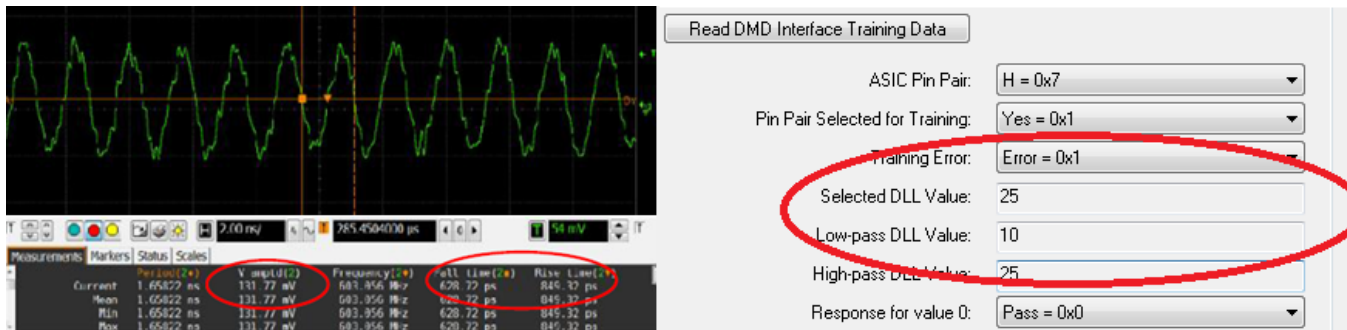 2.00 ns/
285.4504000 µs
54 mV
Measurements Markers Status Scales
Period(2) V amptd(2) Frequency(2) Fall time(2) Rise time(2)
Current 1.65822 ns 131.77 mV 603.056 MHz 628.72 ps 849.32 ps
Mean 1.65822 ns 131.77 mV 603.056 MHz 628.72 ps 849.32 ps
Min 1.65822 ns 131.77 mV 603.056 MHz 628.72 ps 849.32 ps
Max 1.65822 ns 131.77 mV 603.056 MHz 628.72 ps 849.32 ps
Read DMD Interface Training Data
ASIC Pin Pair: H = 0x7
Pin Pair Selected for Training: Yes = 0x1
Training Error: Error = 0x1
Selected DLL Value: 25
Low-pass DLL Value: 10
High-pass DLL Value: 25
Response for value 0: Pass = 0x0